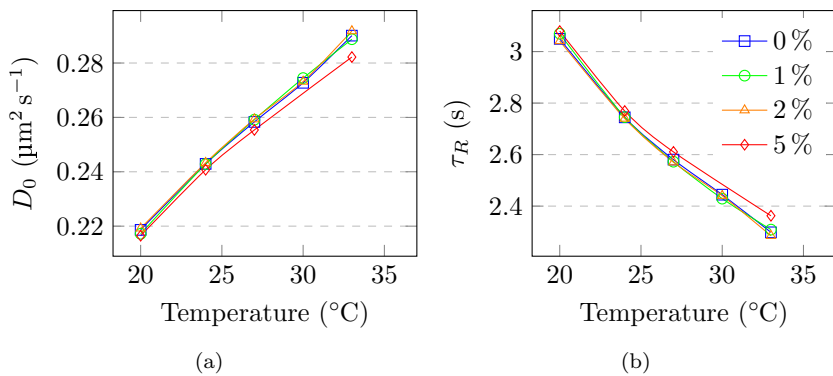 D₀ (µm² s⁻¹)
0.28
0.26
0.24
0.22
20 25 30 35
Temperature (°C)
(a)
τ_R (s)
3
2.8
2.6
2.4
0 %
1 %
2 %
5 %
20 25 30 35
Temperature (°C)
(b)